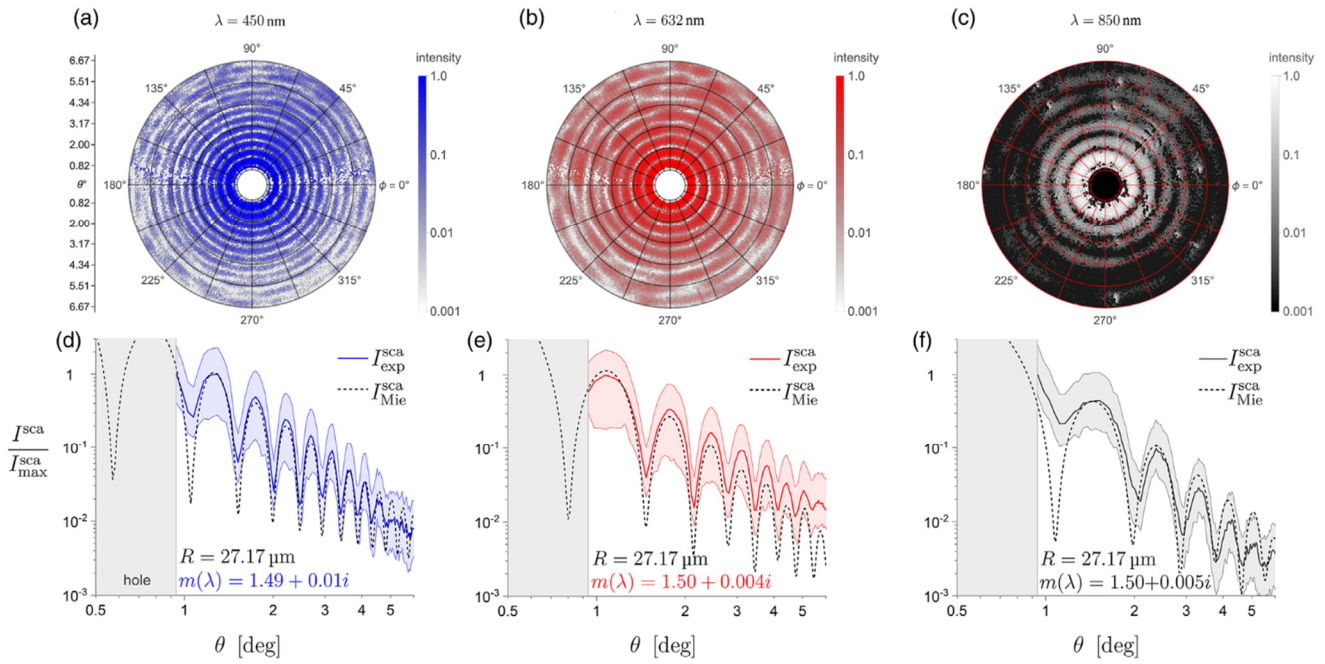 (a)
λ = 450 nm
(b)
λ = 632 nm
(c)
λ = 850 nm
6.67
5.51
4.34
3.17
2.00
0.82
θ°
0.82
2.00
3.17
4.34
5.51
6.67
90°
135°
45°
180°
ϕ = 0°
225°
315°
270°
intensity
1.0
0.1
0.01
0.001
90°
135°
45°
180°
ϕ = 0°
225°
315°
270°
intensity
1.0
0.1
0.01
0.001
90°
135°
45°
180°
ϕ = 0°
225°
315°
270°
intensity
1.0
0.1
0.01
0.001
(d)
I^sca / I^sca_max
1
10^-1
10^-2
10^-3
I^sca_exp
I^sca_Mie
R = 27.17 µm
hole
m(λ) = 1.49 + 0.01i
0.5
1
2
3
4
5
θ [deg]
(e)
1
10^-1
10^-2
10^-3
I^sca_exp
I^sca_Mie
R = 27.17 µm
m(λ) = 1.50 + 0.004i
0.5
1
2
3
4
5
θ [deg]
(f)
1
10^-1
10^-2
10^-3
I^sca_exp
I^sca_Mie
R = 27.17 µm
m(λ) = 1.50+0.005i
0.5
1
2
3
4
5
θ [deg]